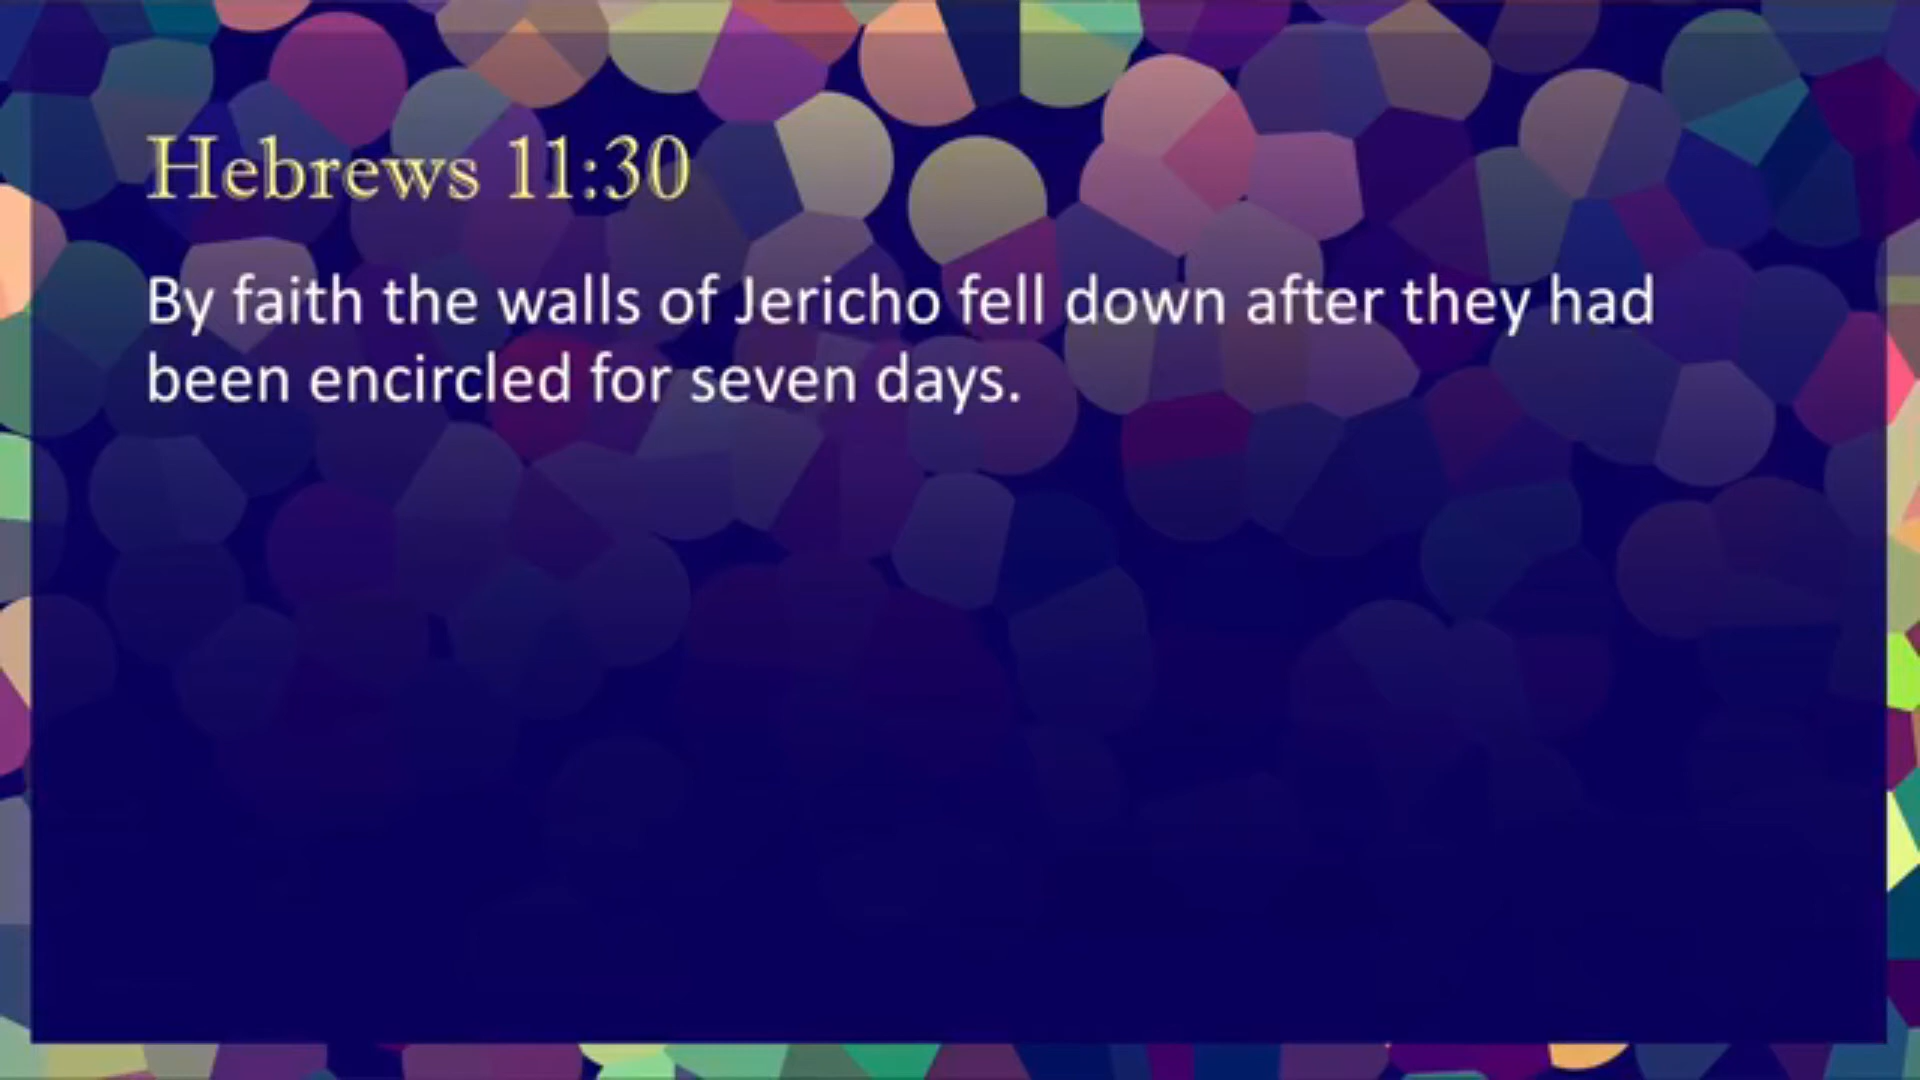 Hebrews 11:30
By faith the walls of Jericho fell down after they had
been encircled for seven days.